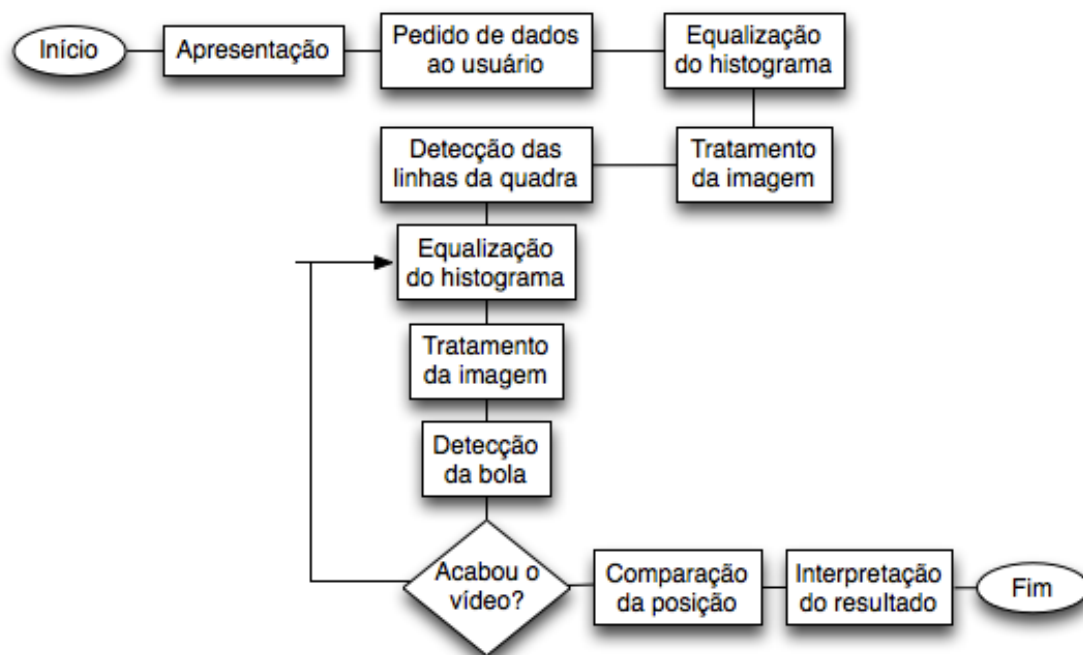 Início
Apresentação
Pedido de dados
ao usuário
Equalização
do histograma
Tratamento
da imagem
Detecção das
linhas da quadra
Equalização
do histograma
Tratamento
da imagem
Detecção
da bola
Acabou o
vídeo?
Comparação
da posição
Interpretação
do resultado
Fim